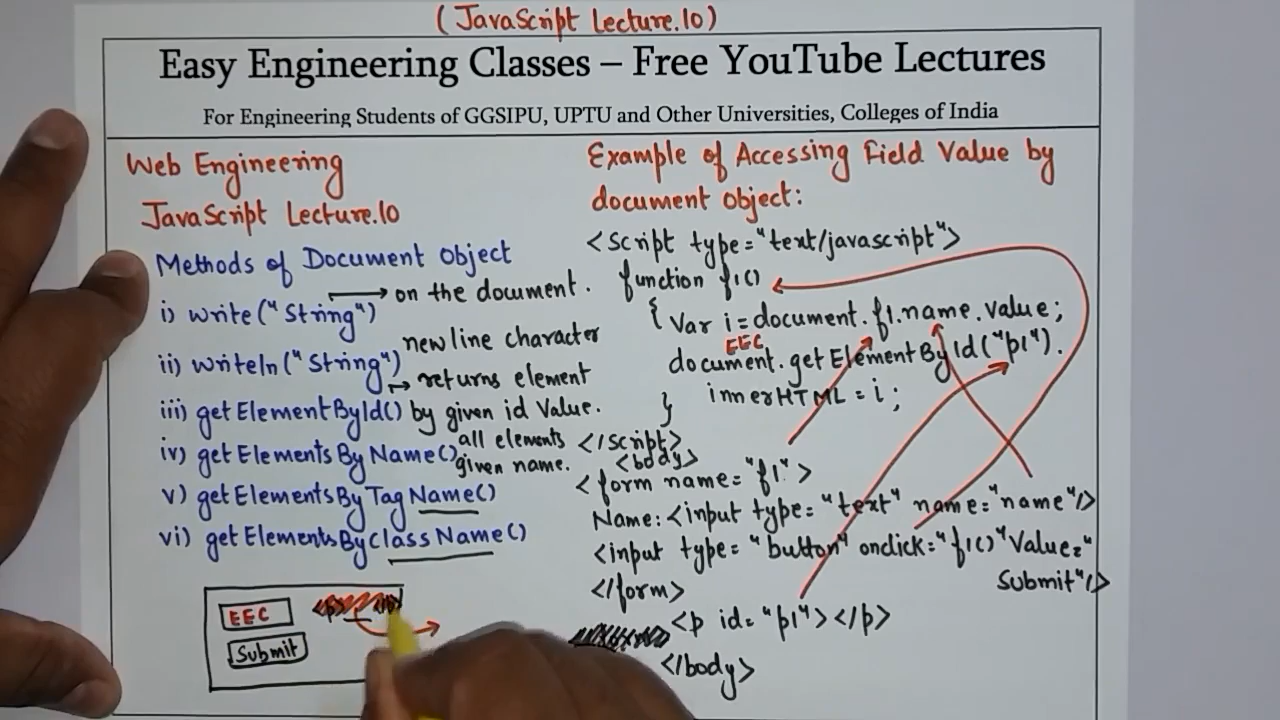 (JavaScript Lecture.10)
Easy Engineering Classes – Free YouTube Lectures
For Engineering Students of GGSIPU, UPTU and Other Universities, Colleges of India
Web Engineering
JavaScript Lecture.10
Methods of Document Object
i) write("String") → on the document.
ii) writeln("String") new line character
iii) getElementById() → returns element by given id Value.
iv) getElementsByName() all elements given name.
v) getElementsByTagName()
vi) getElementsByClassName()
EEC
Submit
Example of Accessing Field Value by
document object:
<script type="text/javascript">
function f1()
{ Var i=document.f1.name.value;
EEC
document.getElementById("p1").
innerHTML = i;
}
</script>
<body>
<form name="f1">
Name: <input type="text" name="name"/>
<input type="button" onclick="f1()" Value="
Submit"/>
</form>
<p id="p1"></p>
</body>